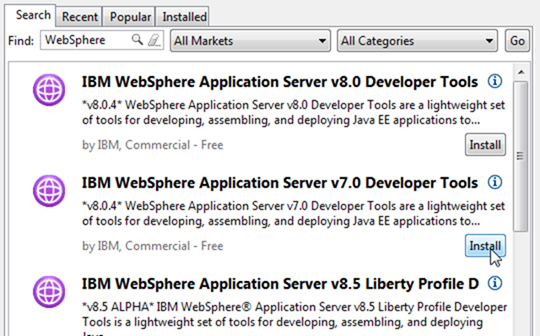 Search Recent Popular Installed
Find: WebSphere All Markets All Categories Go
IBM WebSphere Application Server v8.0 Developer Tools
*v8.0.4* WebSphere Application Server v8.0 Developer Tools are a lightweight set
of tools for developing, assembling, and deploying Java EE applications to...
by IBM, Commercial - Free Install
IBM WebSphere Application Server v7.0 Developer Tools
*v8.0.4* WebSphere Application Server v7.0 Developer Tools are a lightweight set
of tools for developing, assembling, and deploying Java EE applications to...
by IBM, Commercial - Free Install
IBM WebSphere Application Server v8.5 Liberty Profile D
*v8.5 ALPHA* IBM WebSphere® Application Server v8.5 Liberty Profile Developer
Tools is a lightweight set of tools for developing, assembling, and deploying